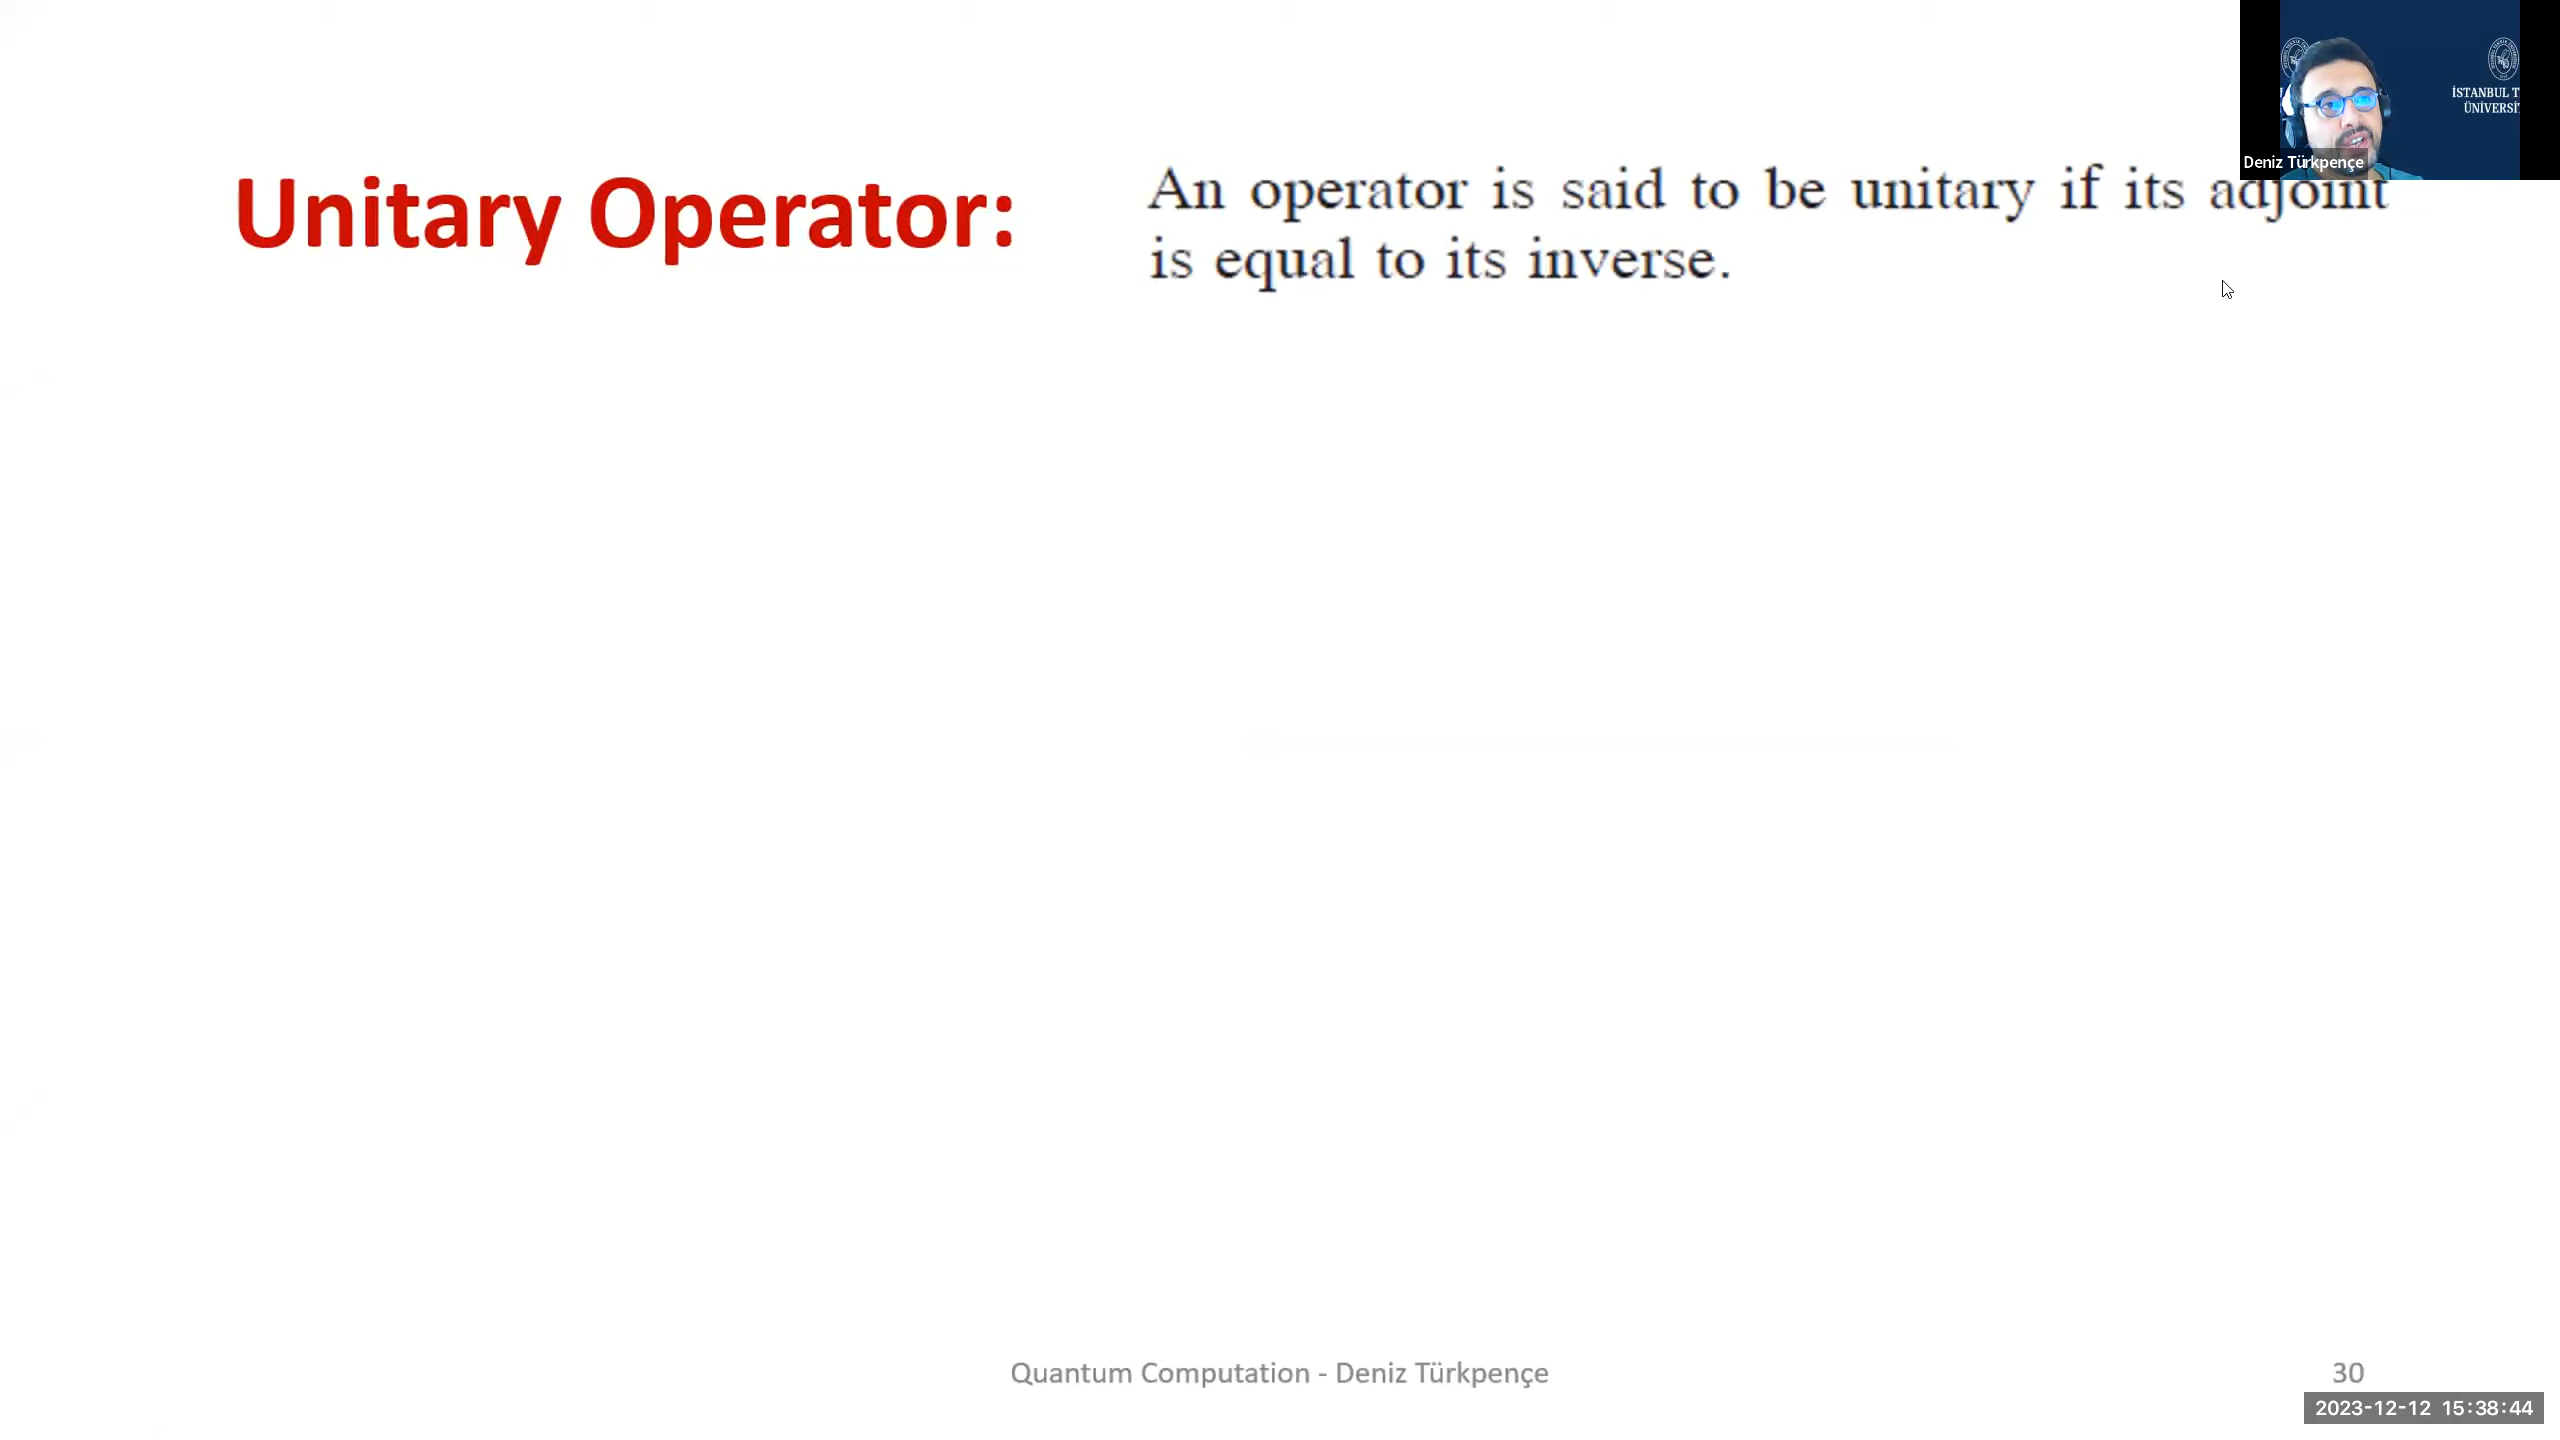 İSTANBUL T
ÜNİVERSİ
Deniz Türkpençe
Unitary Operator:
An operator is said to be unitary if its adjoint
is equal to its inverse.
Quantum Computation - Deniz Türkpençe
30
2023-12-12 15:38:44